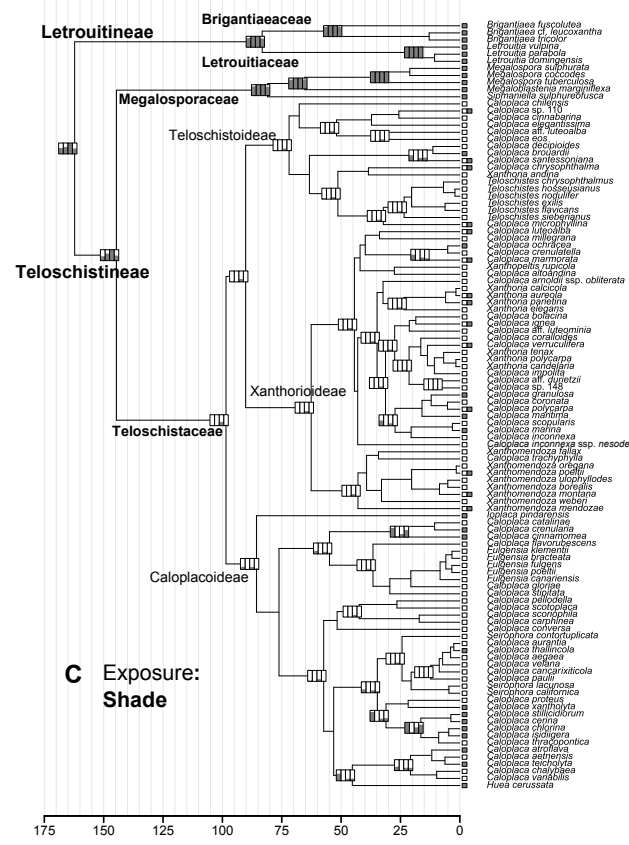 Letrouitineae
Brigantiaeaceae
Letrouitiaceae
Megalosporaceae
Teloschistoideae
Teloschistineae
Xanthorioideae
Teloschistaceae
Caloplacoideae
C Exposure:
Shade
Brigantiaea fuscolutea
Brigantiaea cf. leucoxantha
Brigantiaea tricolor
Letrouitia vulpina
Letrouitia parabola
Letrouitia domingensis
Megalospora sulphurata
Megalospora coccodes
Megalospora tuberculosa
Megaloblastenia marginiflexa
Sipmaniella sulphureofusca
Caloplaca chilensis
Caloplaca sp. 110
Caloplaca cinnabarina
Caloplaca elegantissima
Caloplaca aff. luteoalba
Caloplaca eos
Caloplaca decipioides
Caloplaca brouardii
Caloplaca santessoniana
Caloplaca chrysophthalma
Xanthoria andina
Teloschistes chrysophthalmus
Teloschistes hosseusianus
Teloschistes nodulifer
Teloschistes exilis
Teloschistes flavicans
Teloschistes sieberianus
Caloplaca microphyllina
Caloplaca luteoalba
Caloplaca millegrana
Caloplaca ochracea
Caloplaca crenulatella
Caloplaca marmorata
Xanthopeltis rupicola
Caloplaca altoandina
Caloplaca arnoldii ssp. obliterata
Xanthoria calcicola
Xanthoria aureola
Xanthoria parietina
Xanthoria elegans
Caloplaca bolacina
Caloplaca ignea
Caloplaca aff. luteominia
Caloplaca coralloides
Caloplaca verruculifera
Xanthoria tenax
Xanthoria polycarpa
Xanthoria candelaria
Caloplaca impolita
Caloplaca aff. durietzii
Caloplaca sp. 148
Caloplaca granulosa
Caloplaca coronata
Caloplaca polycarpa
Caloplaca maritima
Caloplaca scopularis
Caloplaca marina
Caloplaca inconnexa
Caloplaca inconnexa ssp. nesode
Xanthomendoza fallax
Caloplaca trachyphylla
Xanthomendoza oregana
Xanthomendoza poeltii
Xanthomendoza ulophyllodes
Xanthomendoza borealis
Xanthomendoza montana
Xanthomendoza weberi
Xanthomendoza mendozae
Ioplaca pindarensis
Caloplaca catalinae
Caloplaca crenularia
Caloplaca cinnamomea
Caloplaca flavorubescens
Fulgensia klementii
Fulgensia bracteata
Fulgensia fulgens
Fulgensia poeltii
Fulgensia canariensis
Caloplaca gloriae
Caloplaca stipitata
Caloplaca pellodella
Caloplaca scotoplaca
Caloplaca scoriophila
Caloplaca carphinea
Caloplaca conversa
Seirophora contortuplicata
Caloplaca aurantia
Caloplaca thallincola
Caloplaca aegaea
Caloplaca velana
Caloplaca cancarixiticola
Caloplaca paulii
Seirophora lacunosa
Seirophora californica
Caloplaca proteus
Caloplaca xantholyta
Caloplaca stillicidiorum
Caloplaca cerina
Caloplaca chlorina
Caloplaca isidiigera
Caloplaca thracopontica
Caloplaca atroflava
Caloplaca aetnensis
Caloplaca teicholyta
Caloplaca chalybaea
Caloplaca variabilis
Huea cerussata
175 150 125 100 75 50 25 0